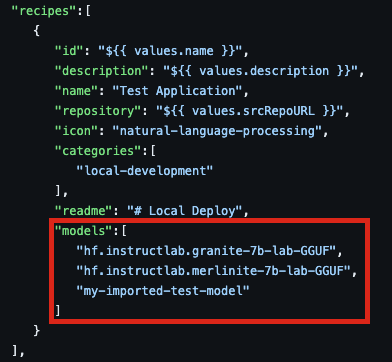 "recipes":[
{
"id": "${{ values.name }}",
"description": "${{ values.description }}",
"name": "Test Application",
"repository": "${{ values.srcRepoURL }}",
"icon": "natural-language-processing",
"categories":[
"local-development"
],
"readme": "# Local Deploy",
"models":[
"hf.instructlab.granite-7b-lab-GGUF",
"hf.instructlab.merlinite-7b-lab-GGUF",
"my-imported-test-model"
]
}
],